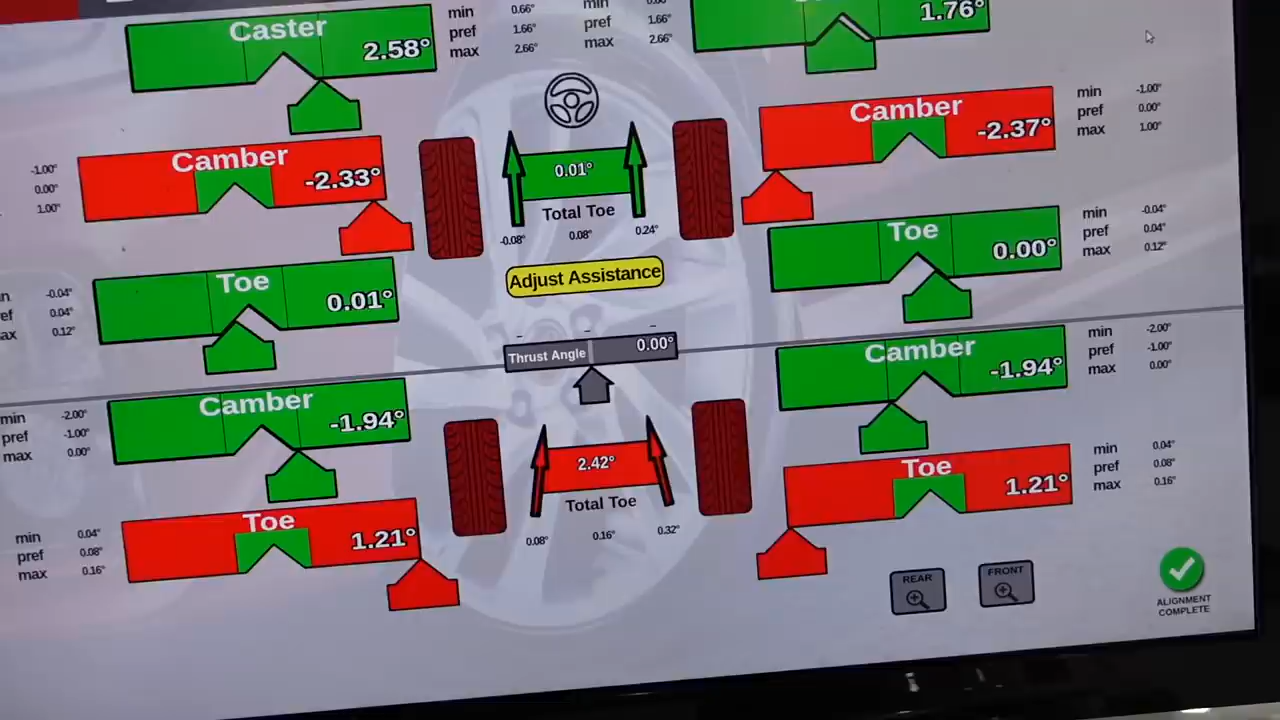 Caster
2.58°
min 0.66°
pref 1.66°
max 2.66°
min
pref 1.66°
max 2.66°
1.76°
Camber
-2.33°
-1.00°
0.00°
1.00°
0.01°
Total Toe
-0.08° 0.08° 0.24°
Camber
-2.37°
min -1.00°
pref 0.00°
max 1.00°
Toe
0.01°
-0.04°
0.04°
0.12°
Adjust Assistance
Toe
0.00°
min -0.04°
pref 0.04°
max 0.12°
Thrust Angle 0.00°
Camber
-1.94°
min -2.00°
pref -1.00°
max 0.00°
Camber
-1.94°
min -2.00°
pref -1.00°
max 0.00°
Toe
1.21°
min 0.04°
pref 0.08°
max 0.16°
2.42°
Total Toe
0.08° 0.16° 0.32°
Toe
1.21°
min 0.04°
pref 0.08°
max 0.16°
REAR
FRONT
ALIGNMENT
COMPLETE